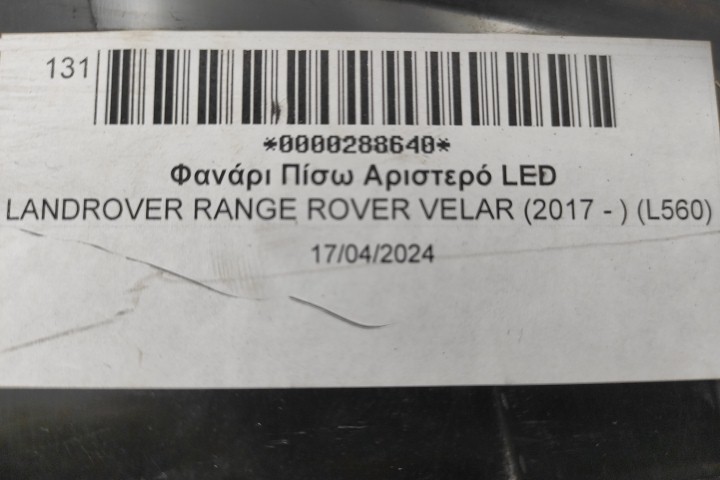 131
*0000288640*
Φανάρι Πίσω Αριστερό LED
LANDROVER RANGE ROVER VELAR (2017 - ) (L560)
17/04/2024